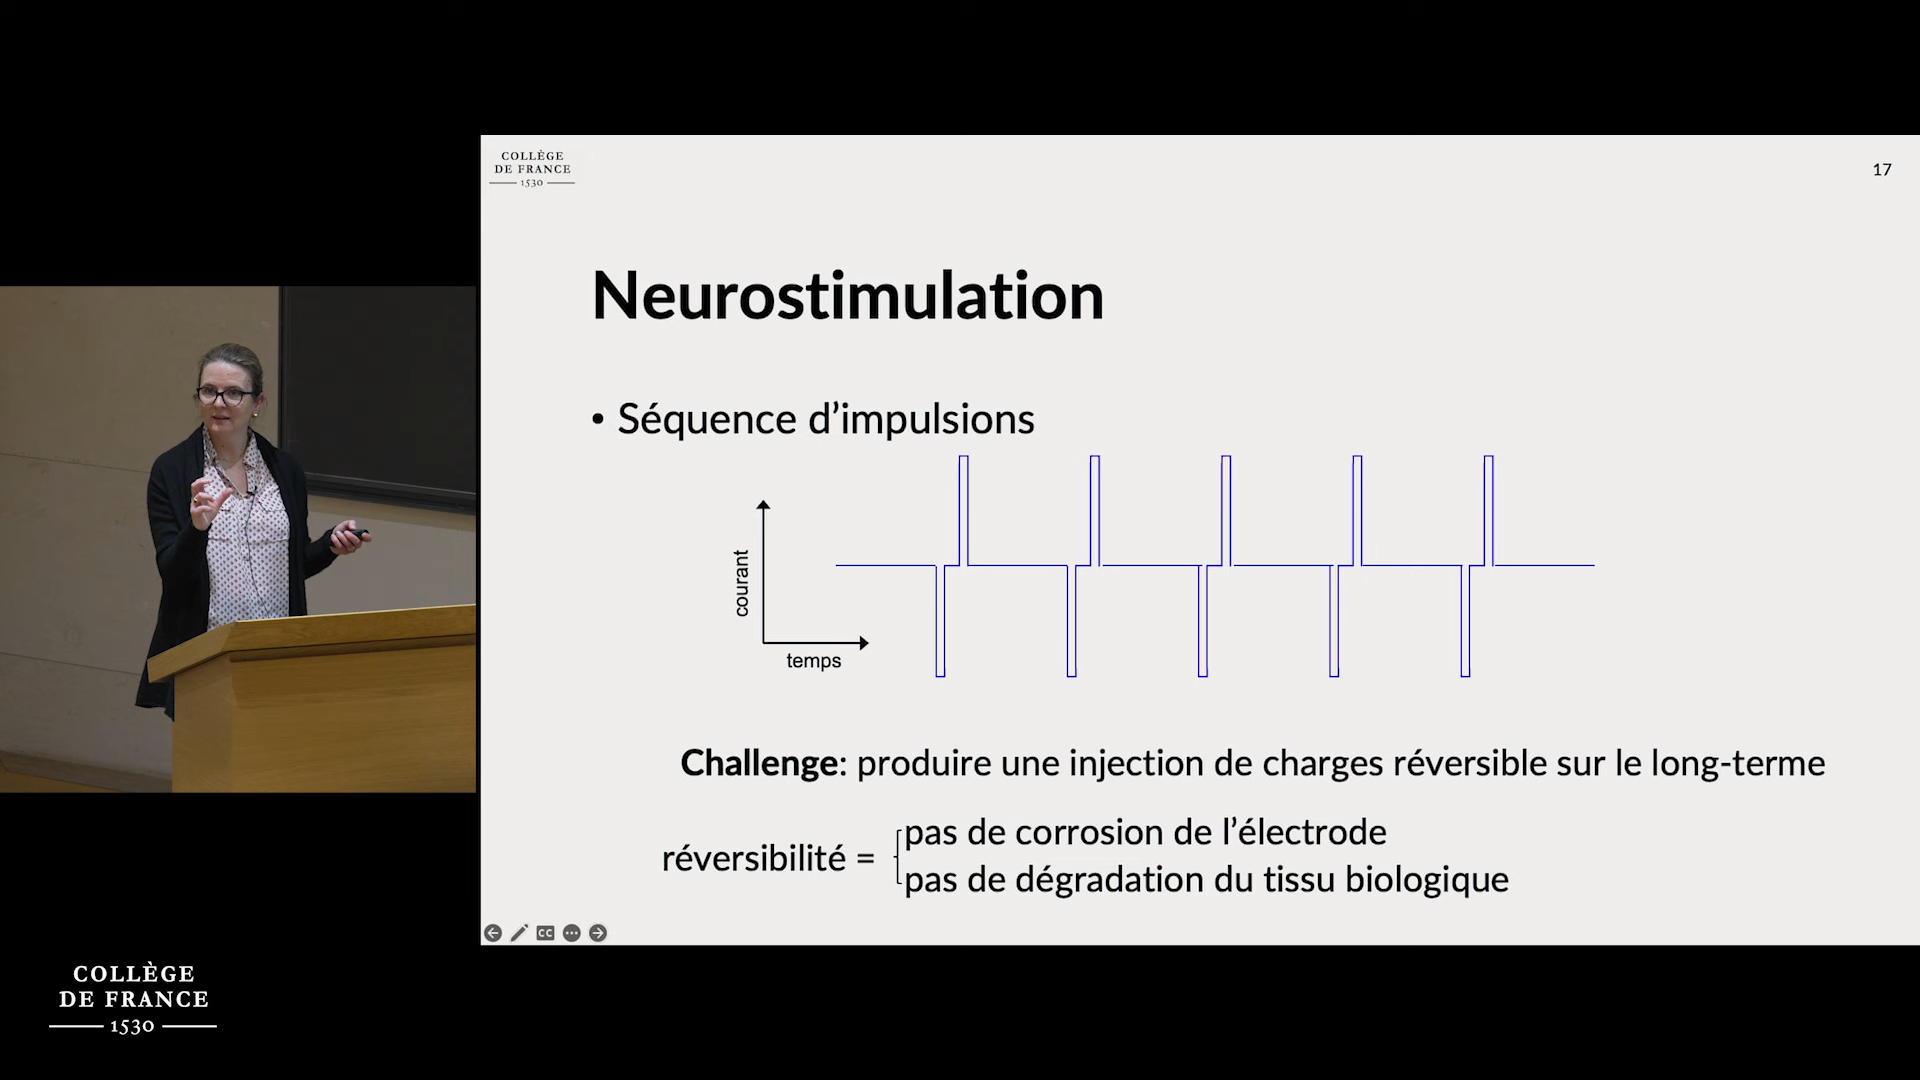 COLLÈGE
DE FRANCE
1530
17
Neurostimulation
• Séquence d’impulsions
courant
temps
Challenge: produire une injection de charges réversible sur le long-terme
réversibilité =
pas de corrosion de l’électrode
pas de dégradation du tissu biologique
CC
COLLÈGE
DE FRANCE
1530